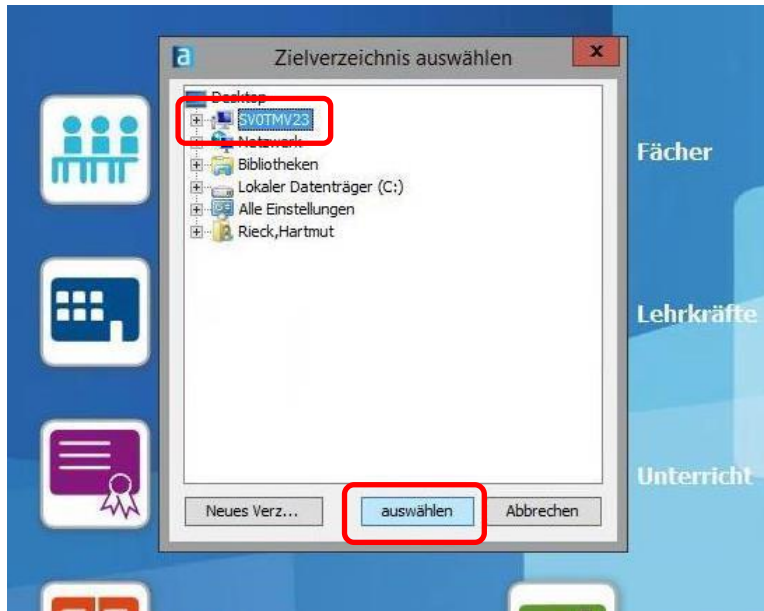 a
Zielverzeichnis auswählen
x
Desktop
SV0TMV23
Netzwerk
Bibliotheken
Lokaler Datenträger (C:)
Alle Einstellungen
Rieck,Hartmut
Fächer
Lehrkräfte
Unterricht
Neues Verz...
auswählen
Abbrechen